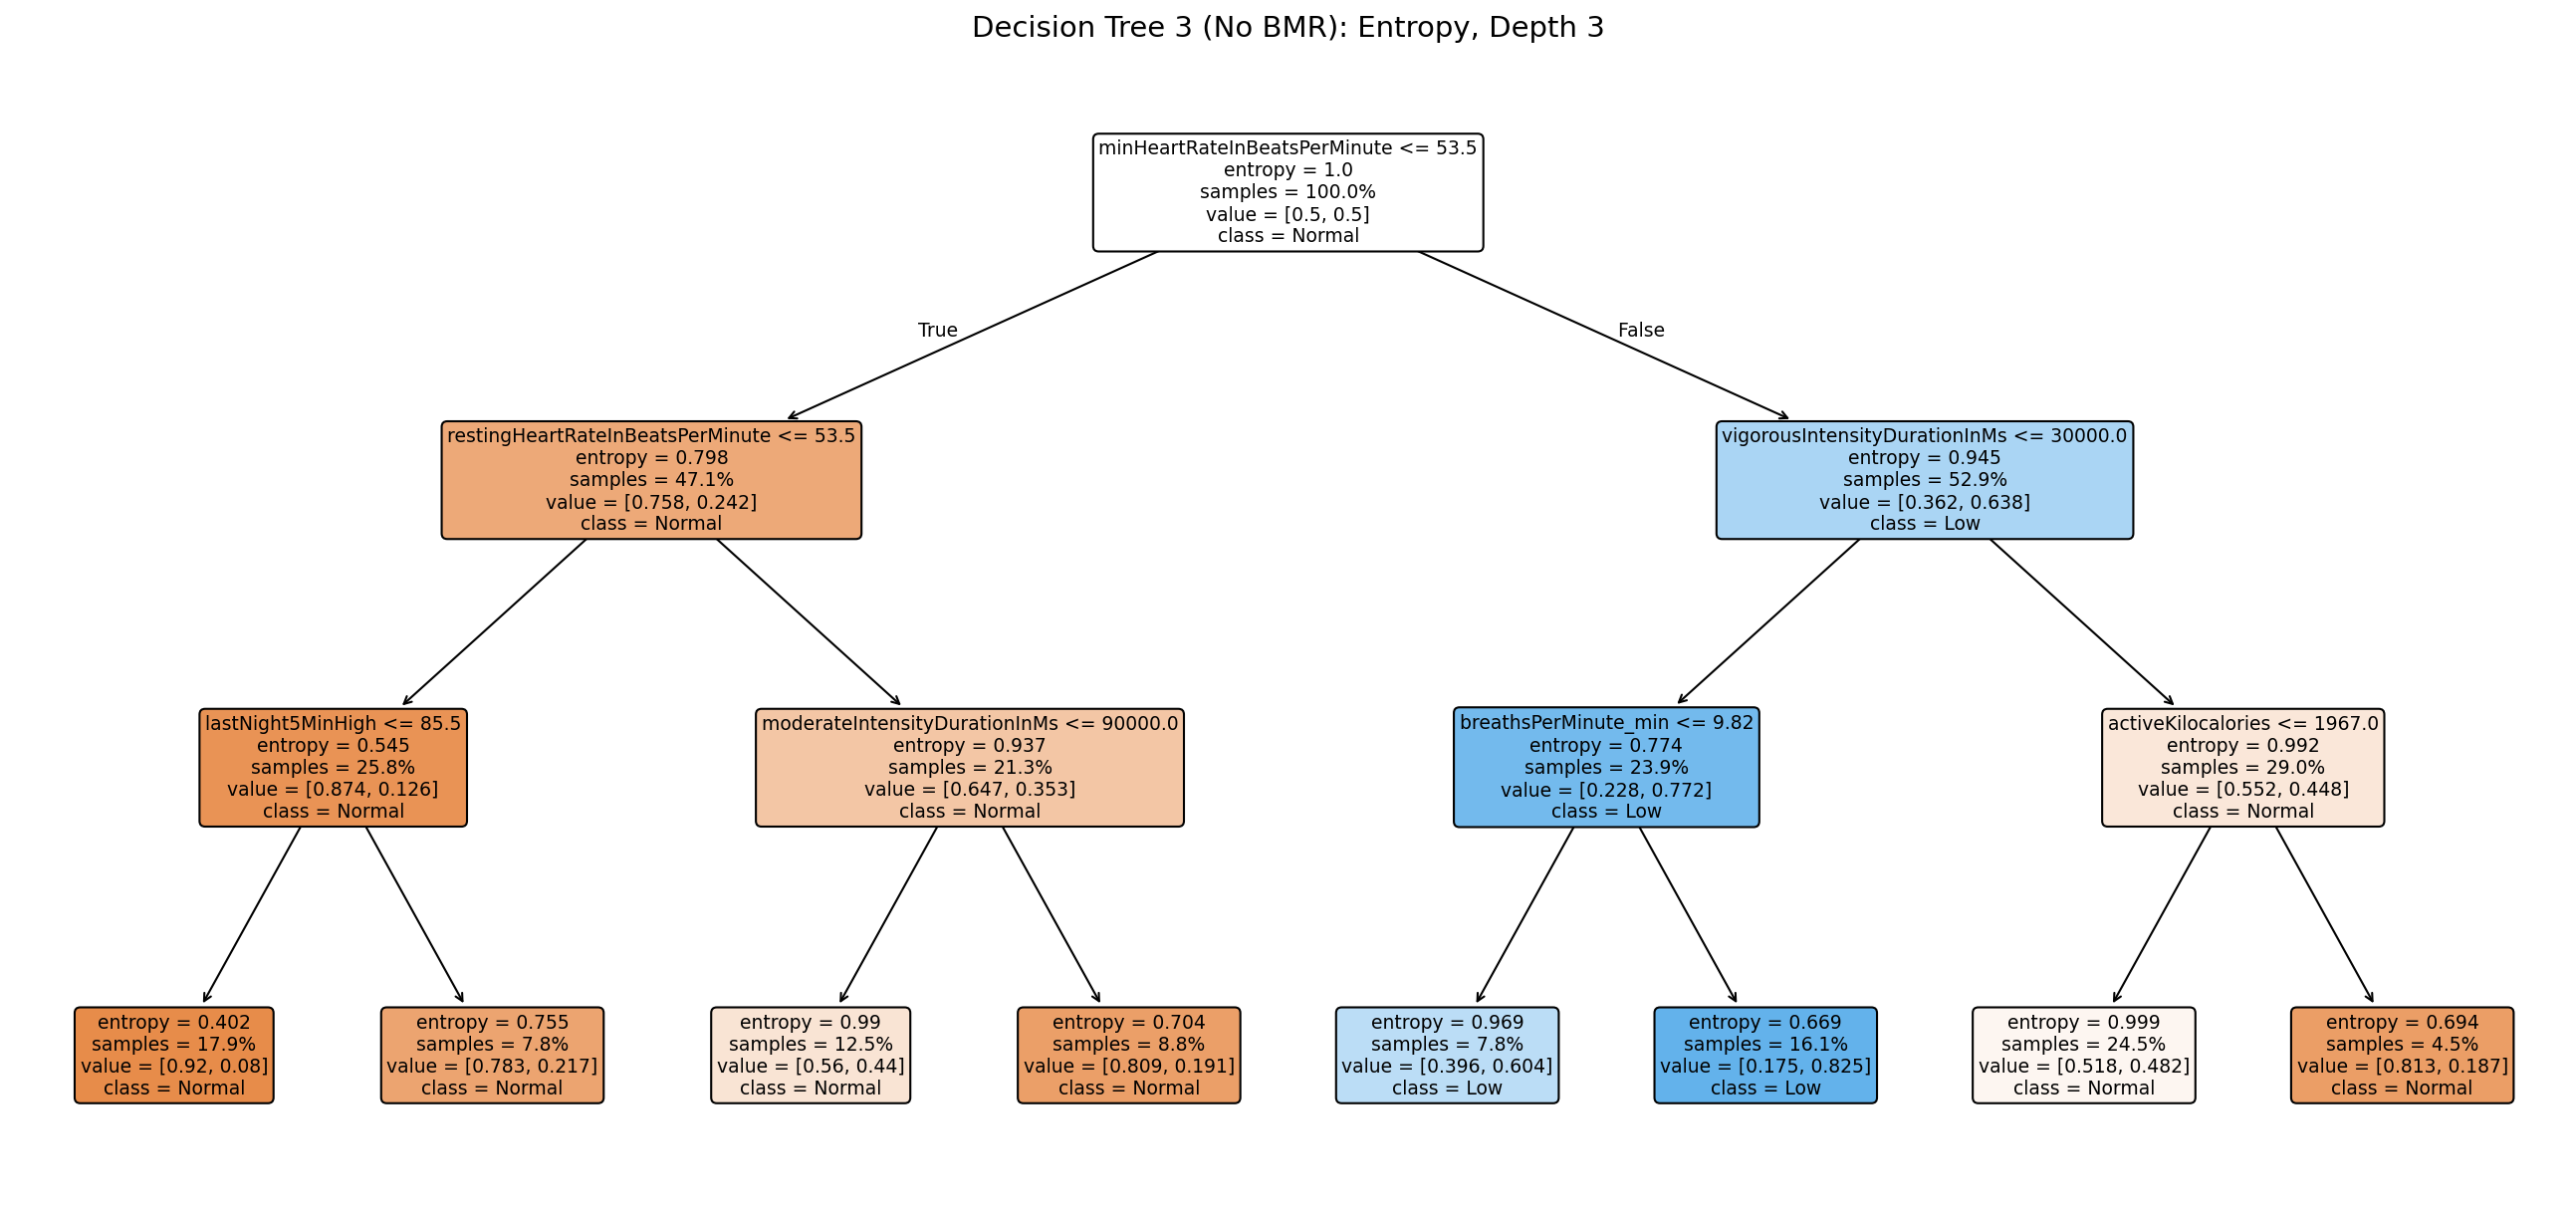 Decision Tree 3 (No BMR): Entropy, Depth 3
minHeartRateInBeatsPerMinute <= 53.5
entropy = 1.0
samples = 100.0%
value = [0.5, 0.5]
class = Normal
True
False
restingHeartRateInBeatsPerMinute <= 53.5
entropy = 0.798
samples = 47.1%
value = [0.758, 0.242]
class = Normal
vigorousIntensityDurationInMs <= 30000.0
entropy = 0.945
samples = 52.9%
value = [0.362, 0.638]
class = Low
lastNight5MinHigh <= 85.5
entropy = 0.545
samples = 25.8%
value = [0.874, 0.126]
class = Normal
moderateIntensityDurationInMs <= 90000.0
entropy = 0.937
samples = 21.3%
value = [0.647, 0.353]
class = Normal
breathsPerMinute_min <= 9.82
entropy = 0.774
samples = 23.9%
value = [0.228, 0.772]
class = Low
activeKilocalories <= 1967.0
entropy = 0.992
samples = 29.0%
value = [0.552, 0.448]
class = Normal
entropy = 0.402
samples = 17.9%
value = [0.92, 0.08]
class = Normal
entropy = 0.755
samples = 7.8%
value = [0.783, 0.217]
class = Normal
entropy = 0.99
samples = 12.5%
value = [0.56, 0.44]
class = Normal
entropy = 0.704
samples = 8.8%
value = [0.809, 0.191]
class = Normal
entropy = 0.969
samples = 7.8%
value = [0.396, 0.604]
class = Low
entropy = 0.669
samples = 16.1%
value = [0.175, 0.825]
class = Low
entropy = 0.999
samples = 24.5%
value = [0.518, 0.482]
class = Normal
entropy = 0.694
samples = 4.5%
value = [0.813, 0.187]
class = Normal